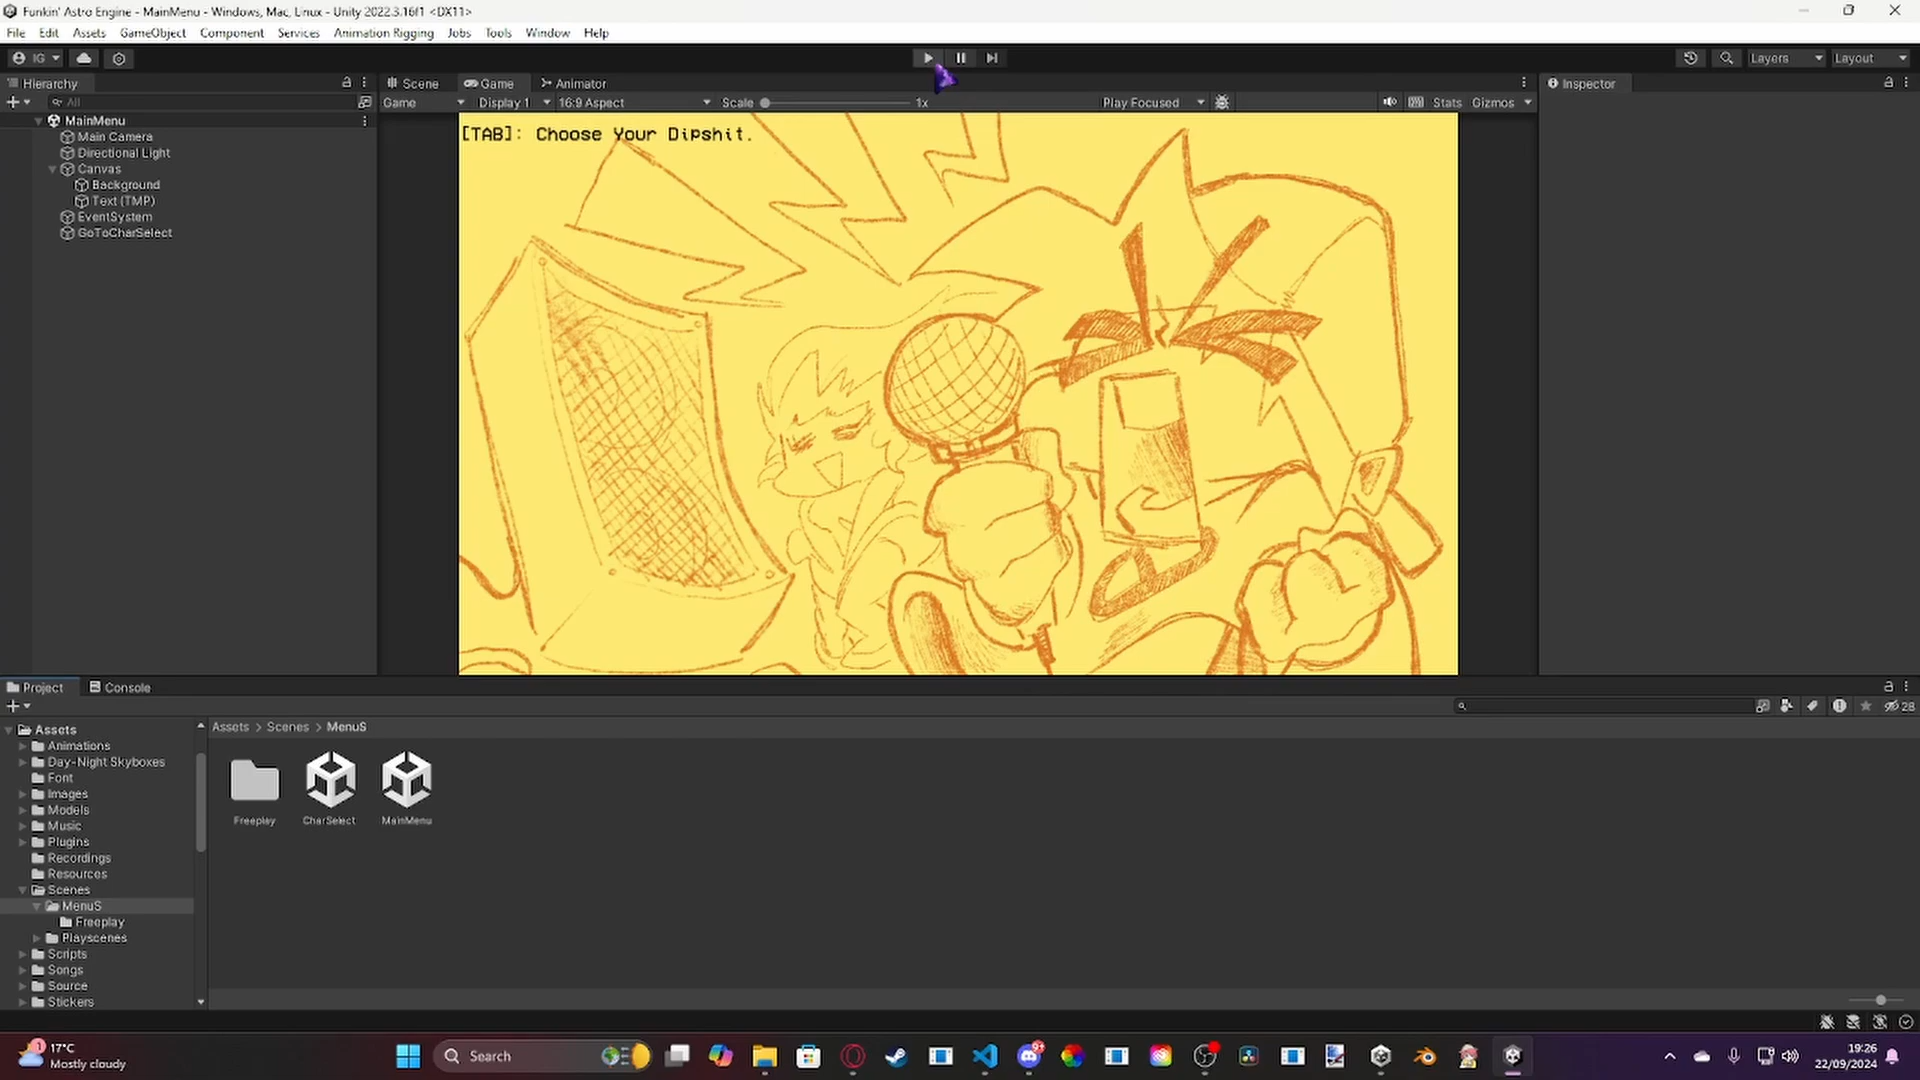 Funkin' Astro Engine - MainMenu - Windows, Mac, Linux - Unity 2022.3.16f1 <DX11>
File Edit Assets GameObject Component Services Animation Rigging Jobs Tools Window Help
IG Layers Layout
Hierarchy Scene Game Animator Inspector
All Game Display 1 16:9 Aspect Scale 1x Play Focused Stats Gizmos
MainMenu
Main Camera
Directional Light
Canvas
Background
Text (TMP)
EventSystem
GoToCharSelect
[TAB]: Choose Your Dipshit.
Project Console
28
Assets
Animations
Day-Night Skyboxes
Font
Images
Models
Music
Plugins
Recordings
Resources
Scenes
MenuS
Freeplay
Playscenes
Scripts
Songs
Source
Stickers
Assets > Scenes > MenuS
Freeplay CharSelect MainMenu
1
17°C
Mostly cloudy
Search
9+
19:26
22/09/2024